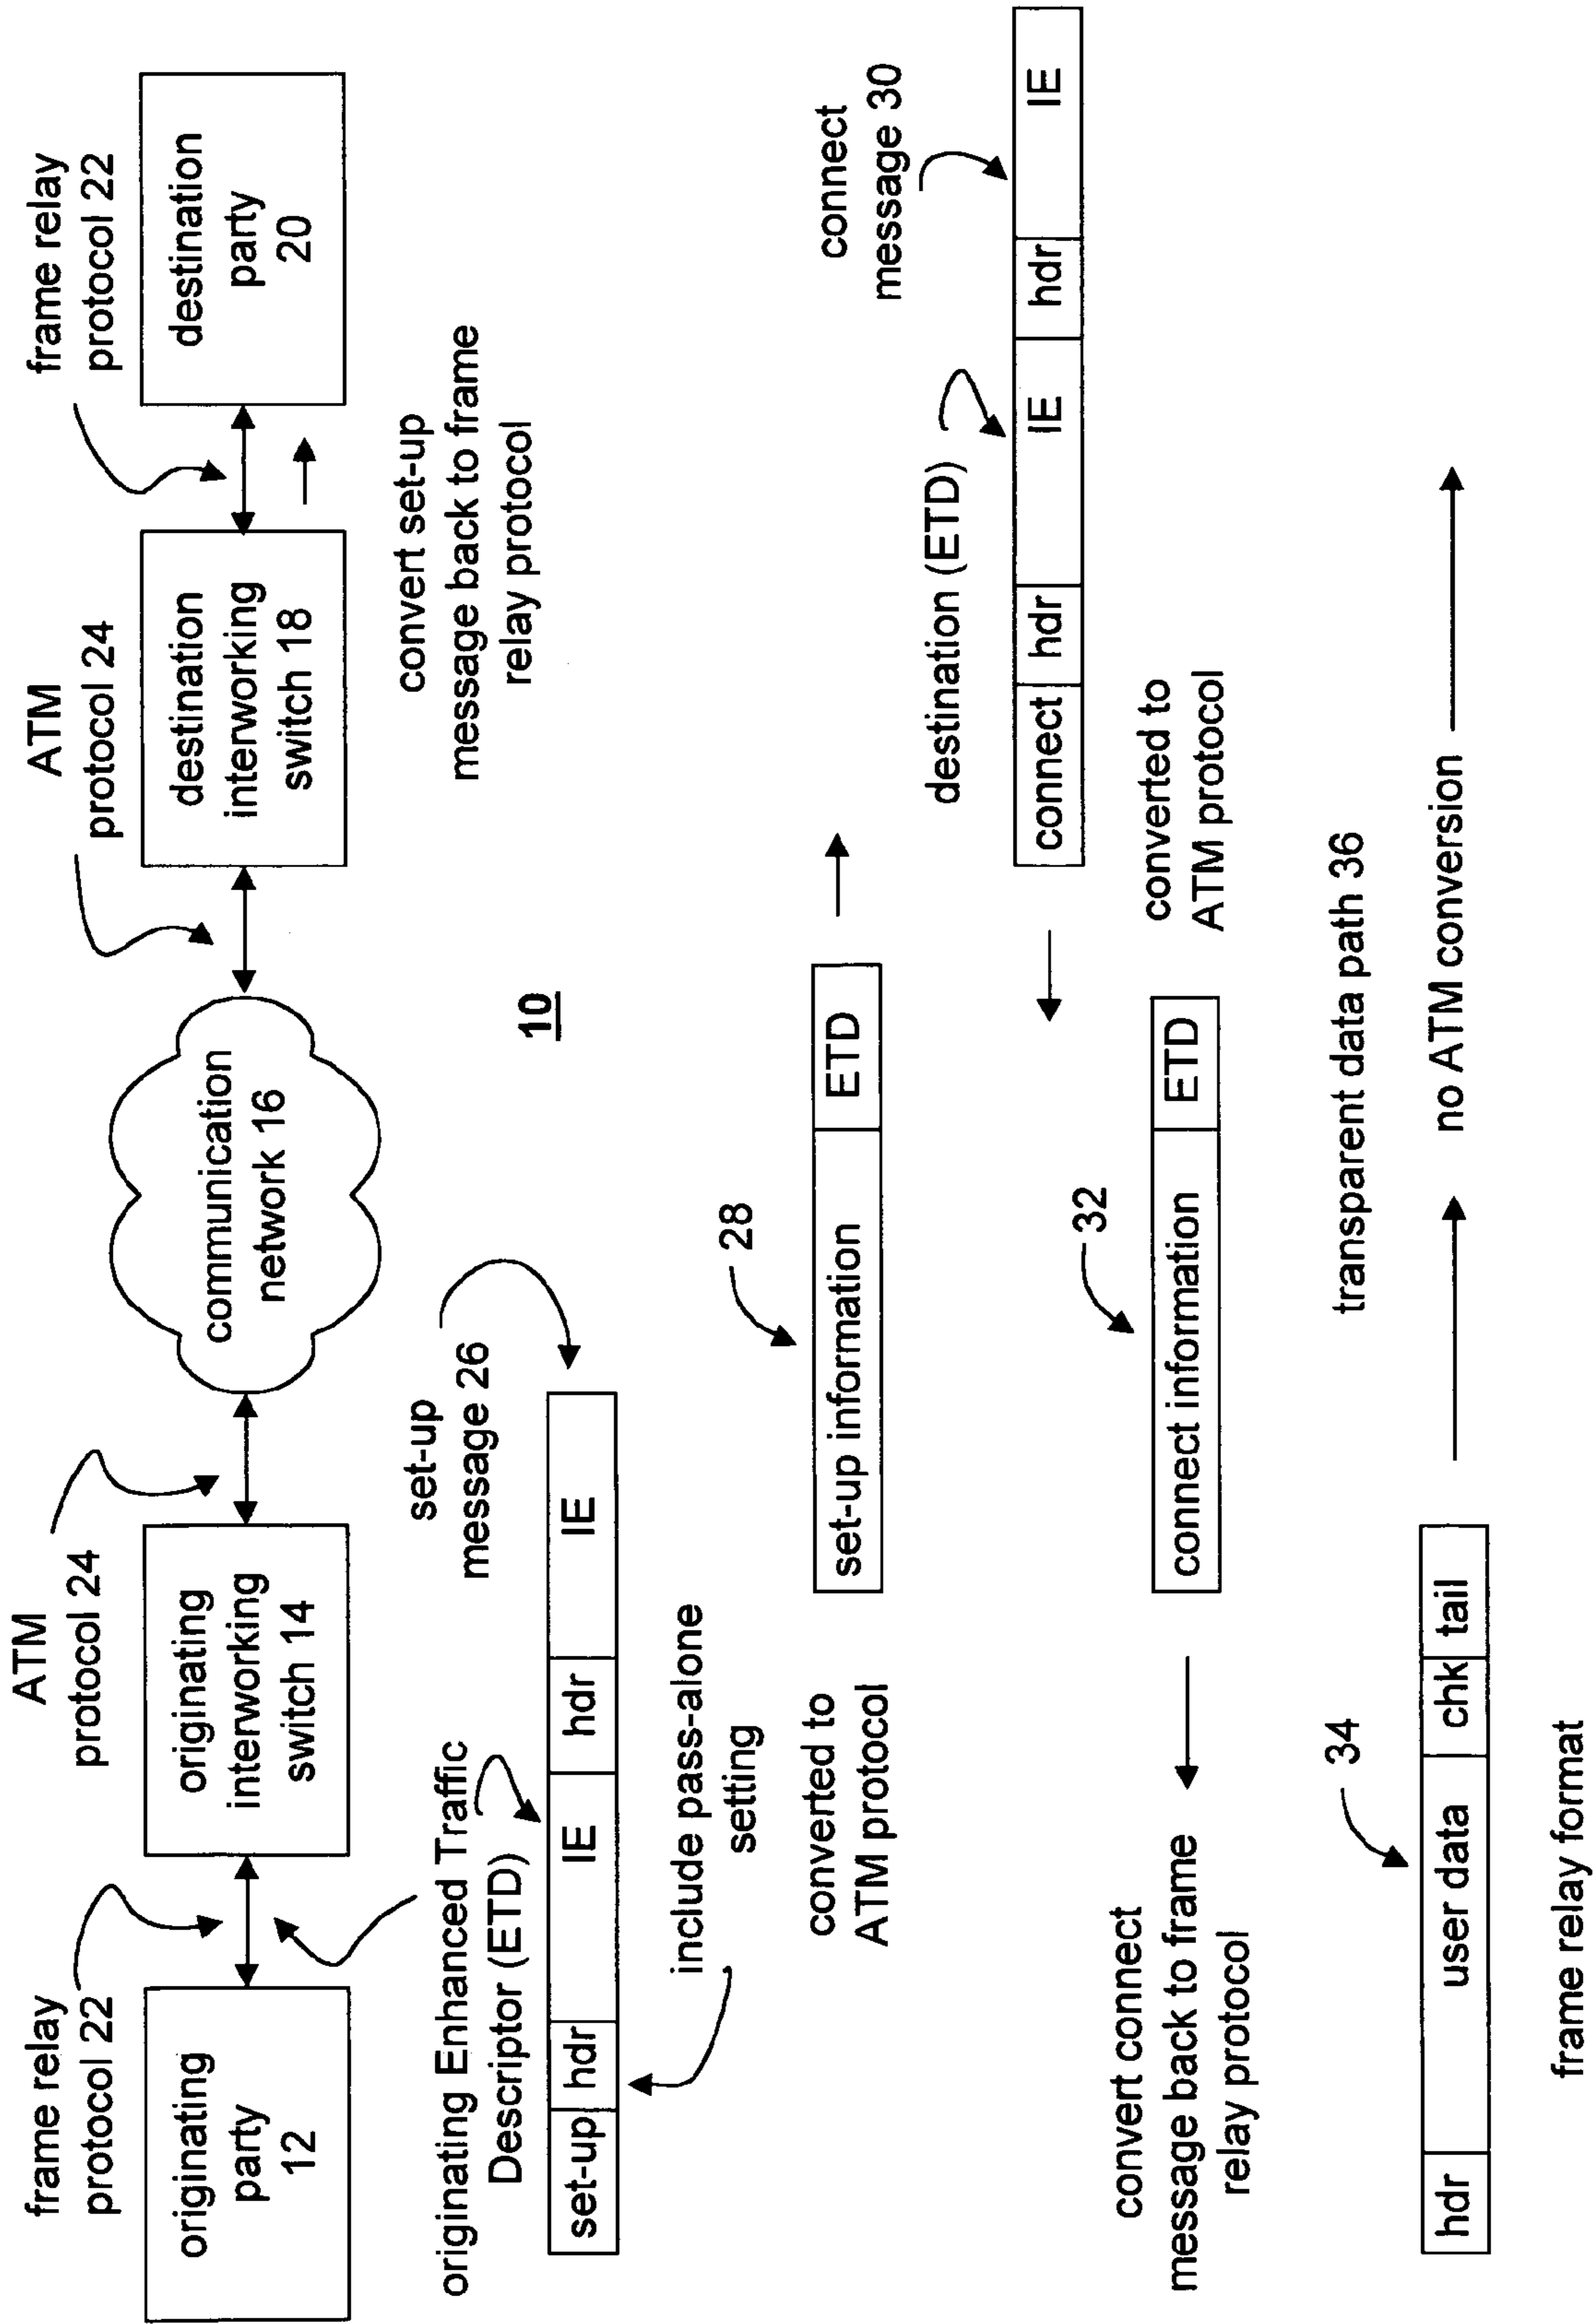 frame relay
protocol 22
ATM
protocol 24
ATM
protocol 24
frame relay
protocol 22
originating
party
12
originating
interworking
switch 14
communication
network 16
destination
interworking
switch 18
destination
party
20
originating Enhanced Traffic
Descriptor (ETD)
set-up
message 26
10
convert set-up
message back to frame
relay protocol
set-up hdr IE hdr IE
include pass-alone
setting
converted to
ATM protocol
28
set-up information ETD
destination (ETD)
connect
message 30
connect hdr IE hdr IE
converted to
ATM protocol
32
connect information ETD
convert connect
message back to frame
relay protocol
transparent data path 36
34
hdr user data chk tail
no ATM conversion
frame relay format